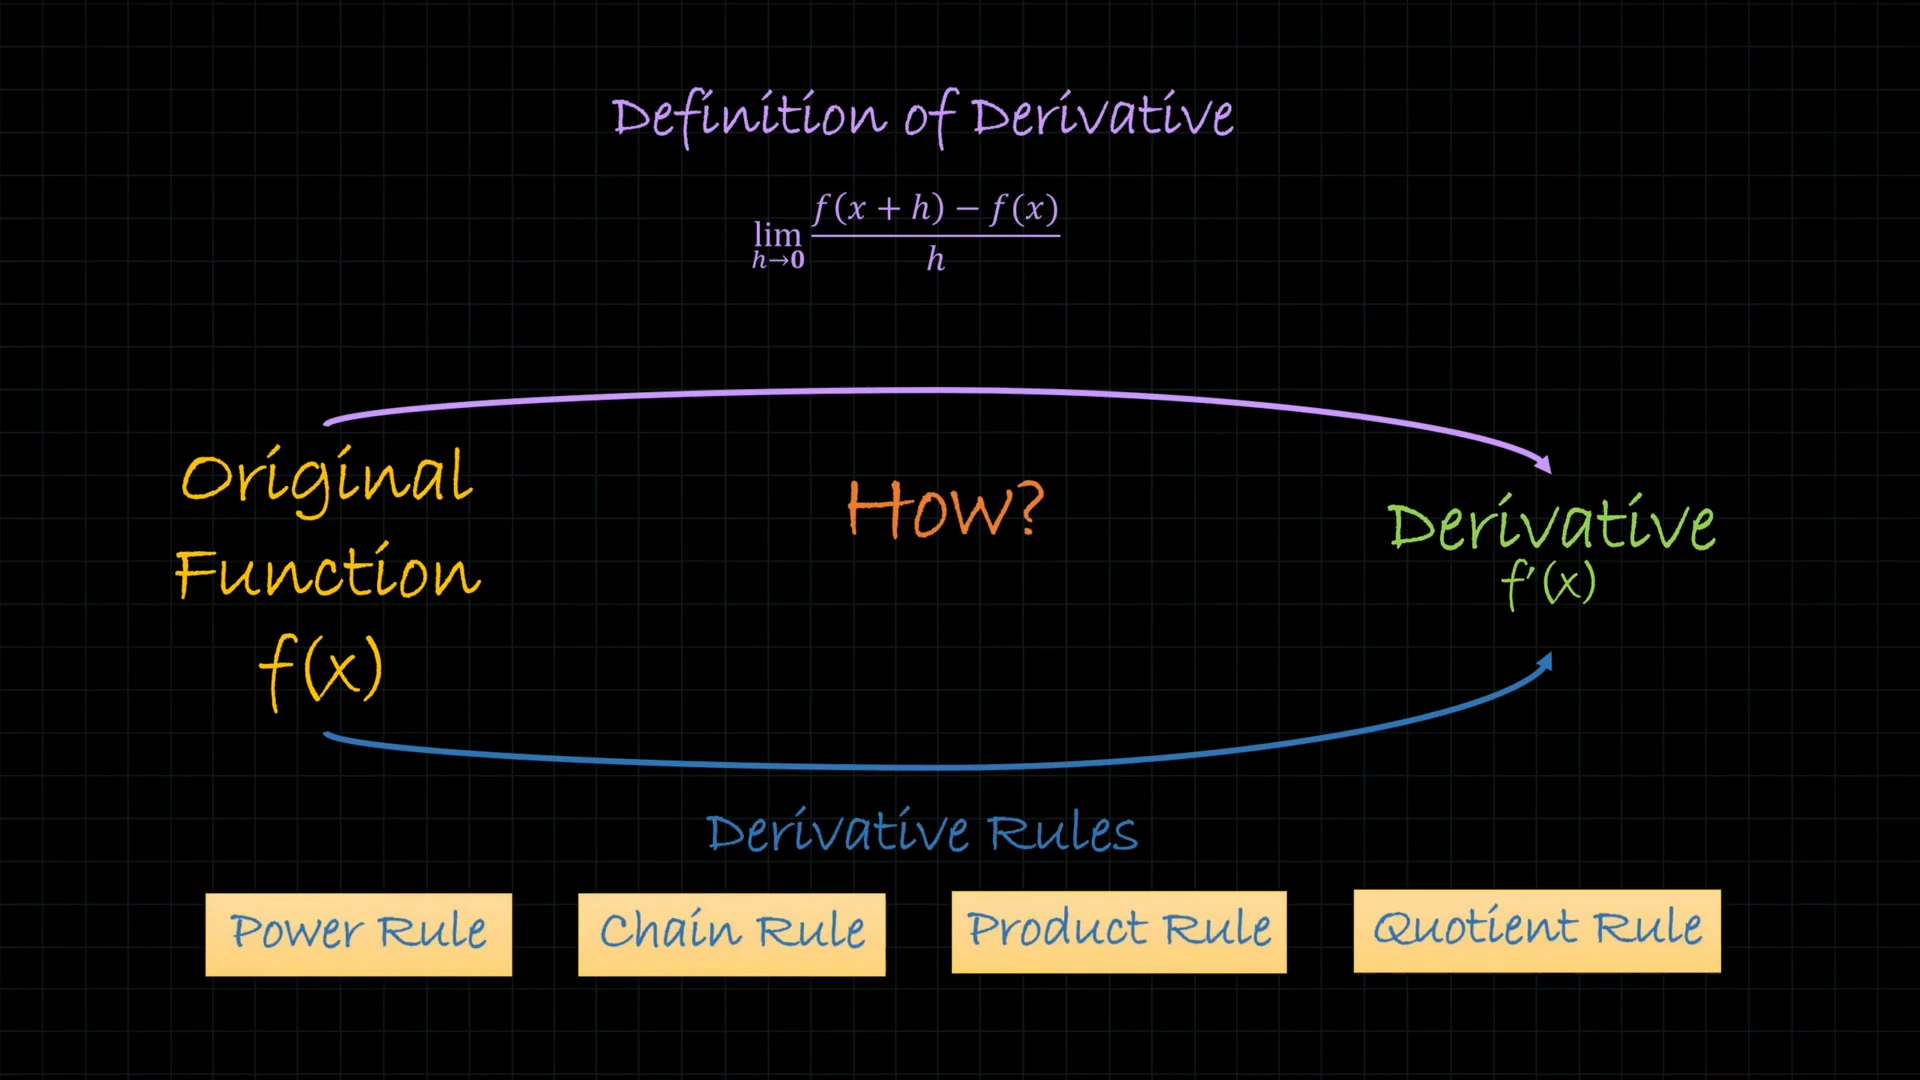 Definition of Derivative
lim h→0 f(x + h) − f(x) / h
Original
Function
f(x)
How?
Derivative
f'(x)
Derivative Rules
Power Rule
Chain Rule
Product Rule
Quotient Rule